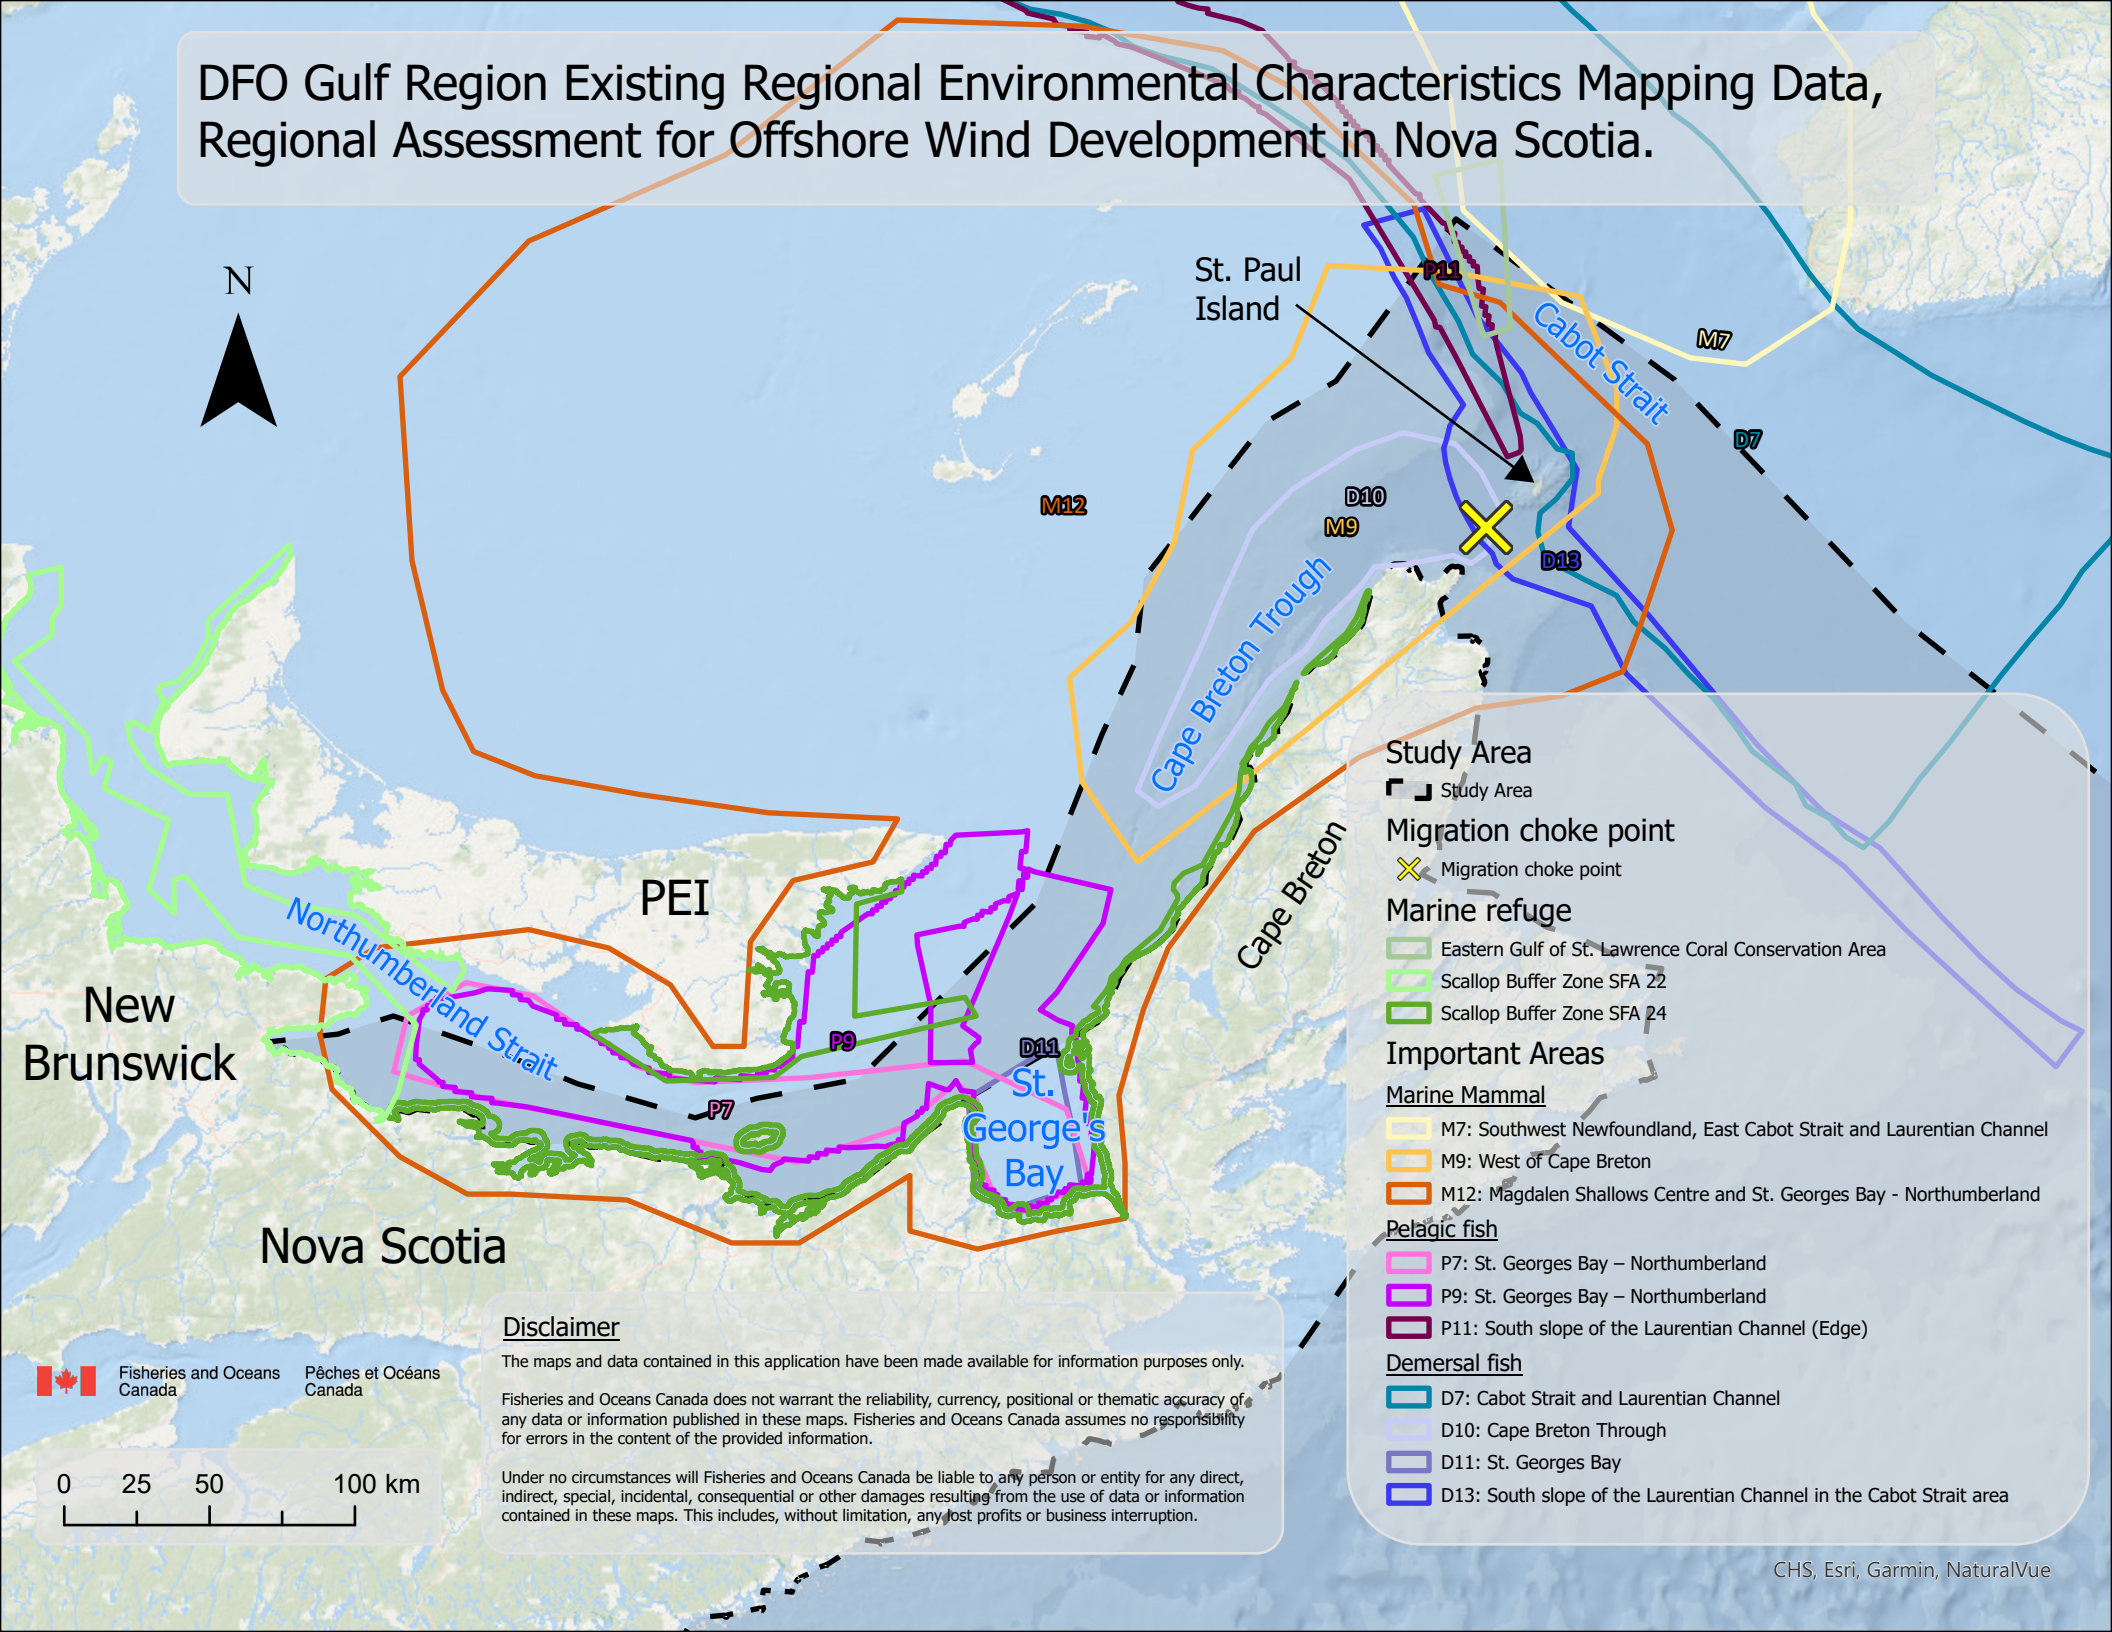 DFO Gulf Region Existing Regional Environmental Characteristics Mapping Data,
Regional Assessment for Offshore Wind Development in Nova Scotia.
N
St. Paul
Island
P11
Cabot Strait
M7
D7
M12
D10
M9
D13
Cape Breton Trough
Cape Breton
PEI
Northumberland Strait
New
Brunswick
P9
D11
P7
St.
George's
Bay
Nova Scotia
Study Area
Study Area
Migration choke point
Migration choke point
Marine refuge
Eastern Gulf of St. Lawrence Coral Conservation Area
Scallop Buffer Zone SFA 22
Scallop Buffer Zone SFA 24
Important Areas
Marine Mammal
M7: Southwest Newfoundland, East Cabot Strait and Laurentian Channel
M9: West of Cape Breton
M12: Magdalen Shallows Centre and St. Georges Bay - Northumberland
Pelagic fish
P7: St. Georges Bay – Northumberland
P9: St. Georges Bay – Northumberland
P11: South slope of the Laurentian Channel (Edge)
Demersal fish
D7: Cabot Strait and Laurentian Channel
D10: Cape Breton Through
D11: St. Georges Bay
D13: South slope of the Laurentian Channel in the Cabot Strait area
Disclaimer
The maps and data contained in this application have been made available for information purposes only.
Fisheries and Oceans Canada does not warrant the reliability, currency, positional or thematic accuracy of
any data or information published in these maps. Fisheries and Oceans Canada assumes no responsibility
for errors in the content of the provided information.
Under no circumstances will Fisheries and Oceans Canada be liable to any person or entity for any direct,
indirect, special, incidental, consequential or other damages resulting from the use of data or information
contained in these maps. This includes, without limitation, any lost profits or business interruption.
Fisheries and Oceans
Canada
Pêches et Océans
Canada
0 25 50 100 km
CHS, Esri, Garmin, NaturalVue